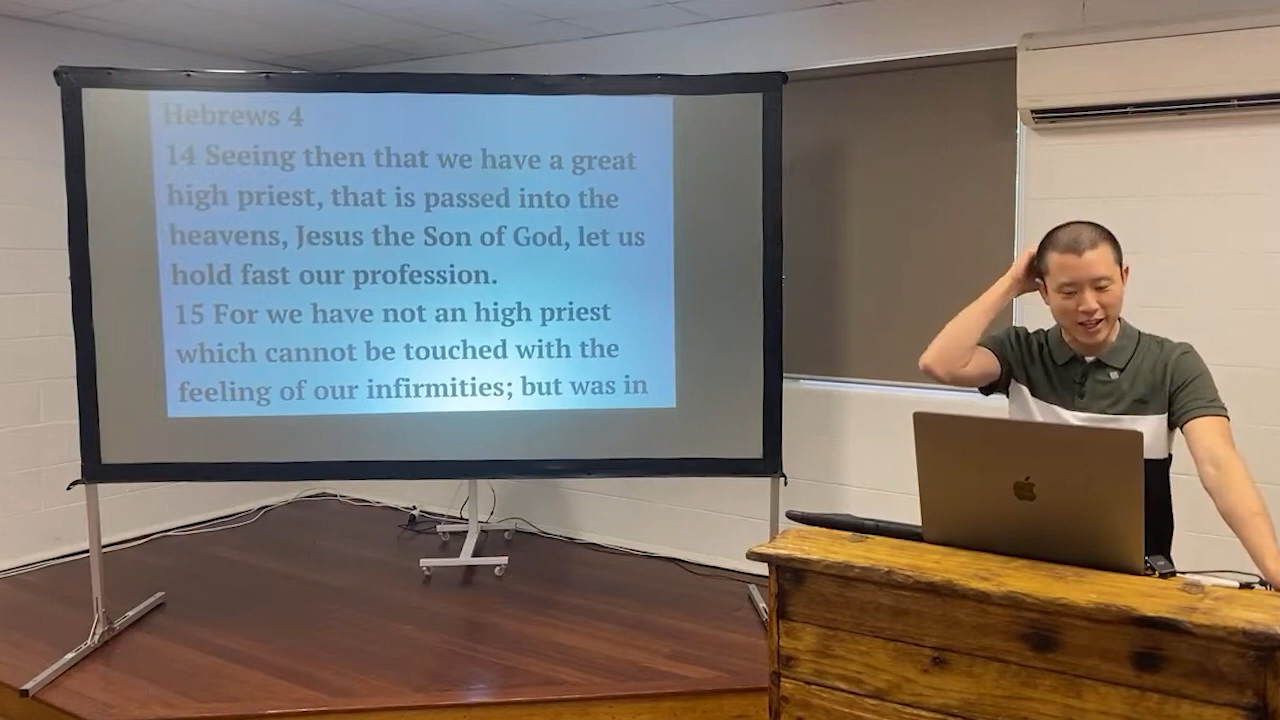 Hebrews 4
14 Seeing then that we have a great
high priest, that is passed into the
heavens, Jesus the Son of God, let us
hold fast our profession.
15 For we have not an high priest
which cannot be touched with the
feeling of our infirmities; but was in